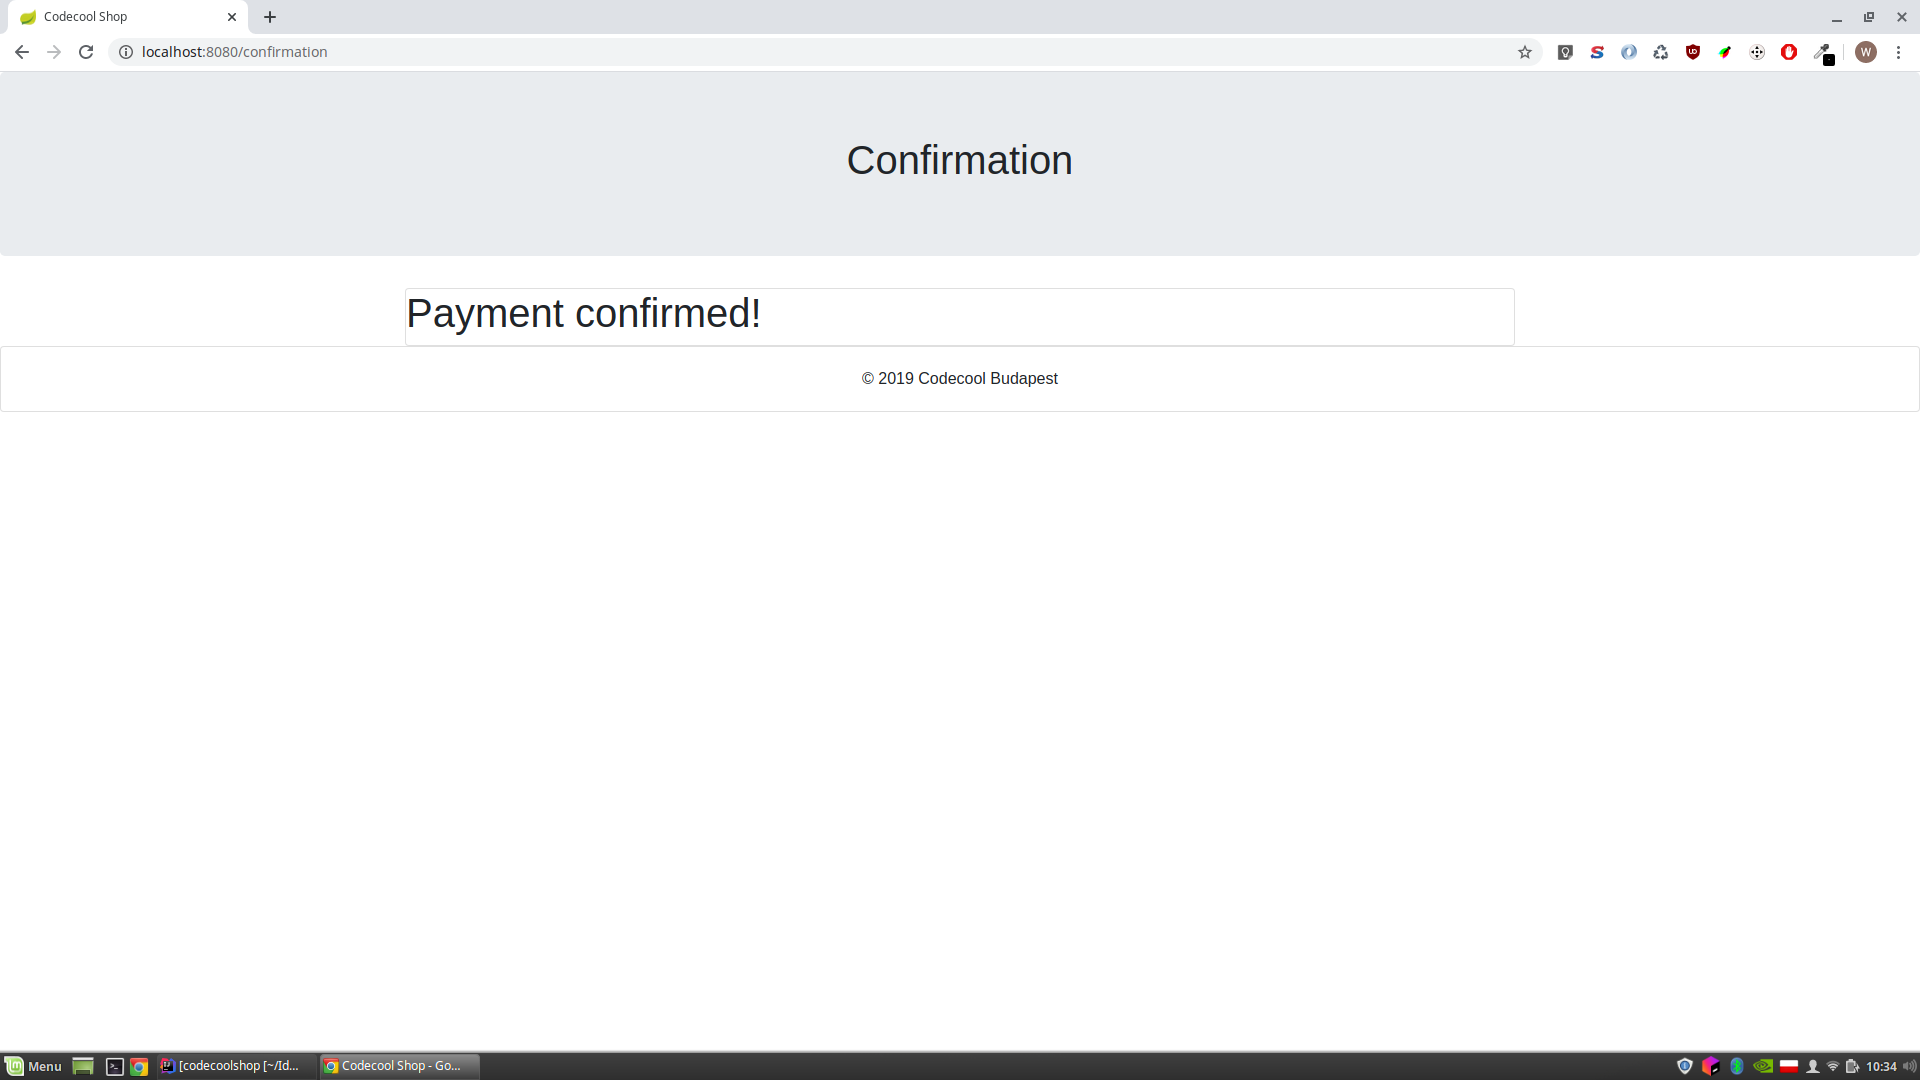 Codecool Shop
localhost:8080/confirmation
W
Confirmation
Payment confirmed!
© 2019 Codecool Budapest
Menu
[codecoolshop [~/Id...
Codecool Shop - Go...
10:34